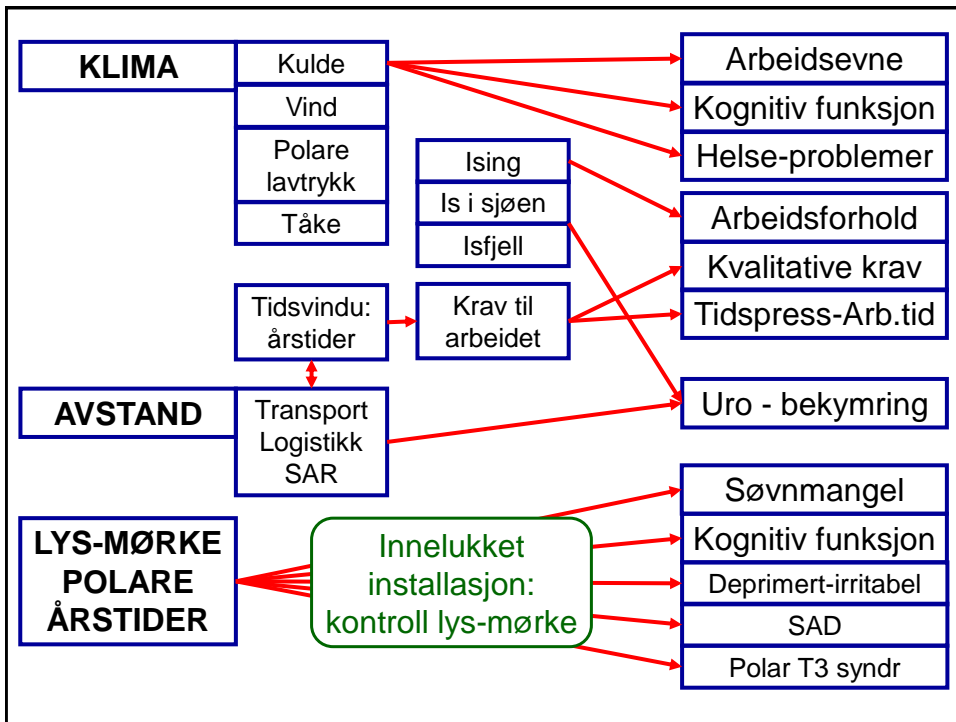 KLIMA
Kulde
Vind
Polare
lavtrykk
Tåke
Ising
Is i sjøen
Isfjell
Arbeidsevne
Kognitiv funksjon
Helse-problemer
Arbeidsforhold
Kvalitative krav
Tidspress-Arb.tid
Tidsvindu:
årstider
Krav til
arbeidet
AVSTAND
Transport
Logistikk
SAR
Uro - bekymring
LYS-MØRKE
POLARE
ÅRSTIDER
Innelukket
installasjon:
kontroll lys-mørke
Søvnmangel
Kognitiv funksjon
Deprimert-irritabel
SAD
Polar T3 syndr